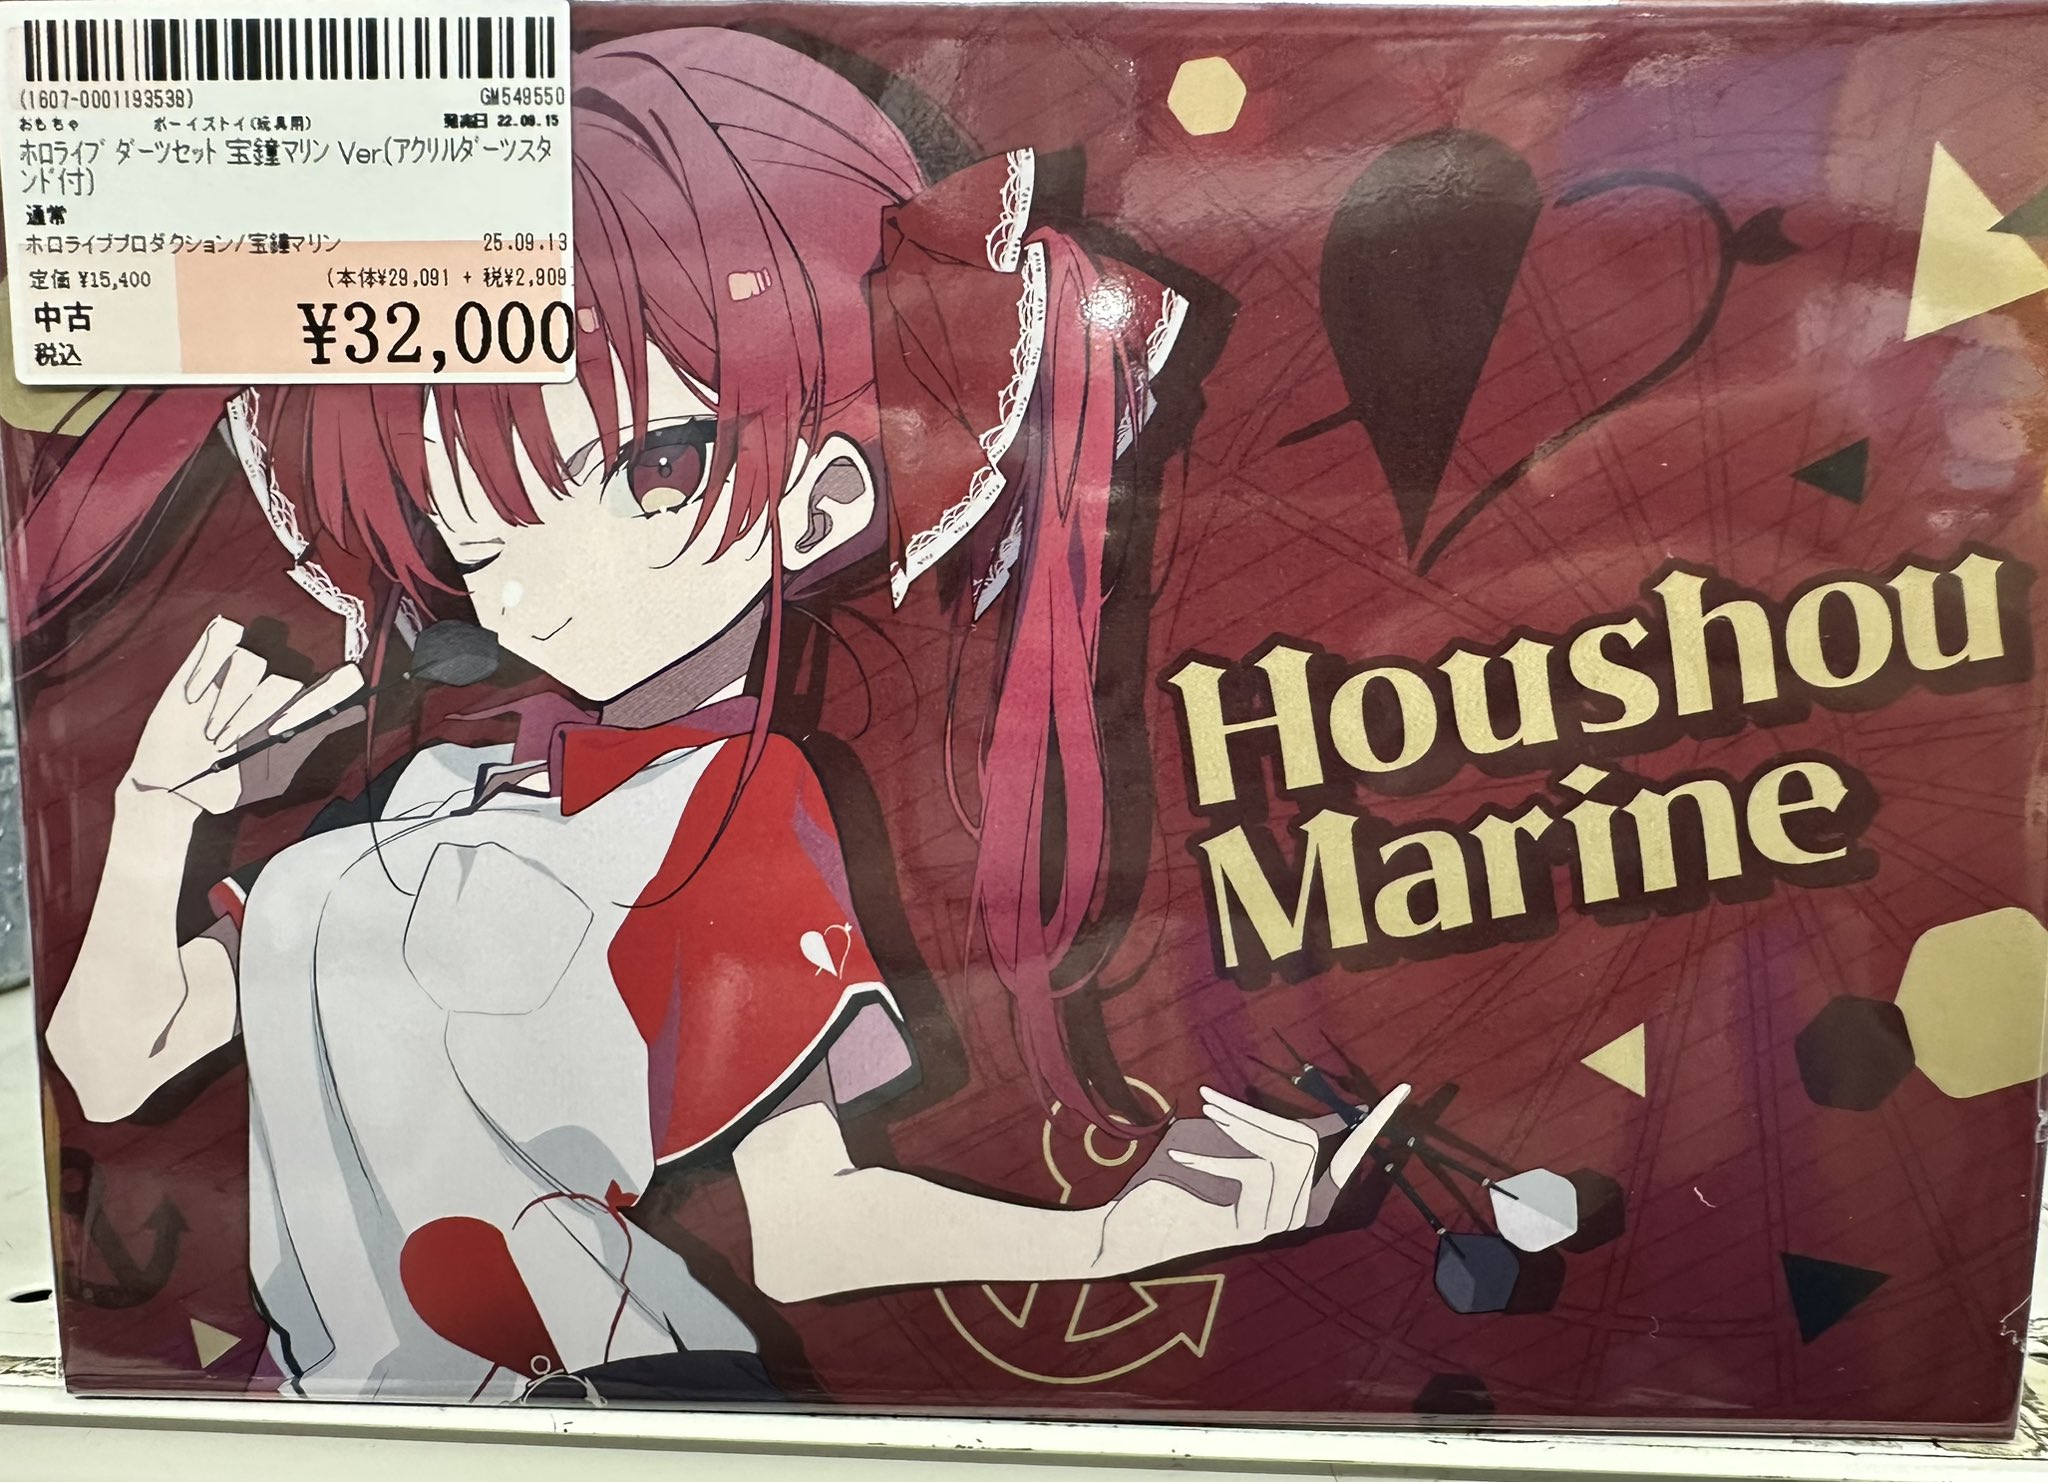 (1607-0001193538) GM549550
おもちゃ ボーイズトイ(玩具用) 発売日 22.08.15
ホロライブ ダーツセット 宝鐘マリン Ver.(アクリルダーツスタ
ンド付)
通常
ホロライブプロダクション/宝鐘マリン 25.09.13
定価 ¥15,400 (本体¥29,091 + 税¥2,909)
中古
税込 ¥32,000
Houshou
Marine